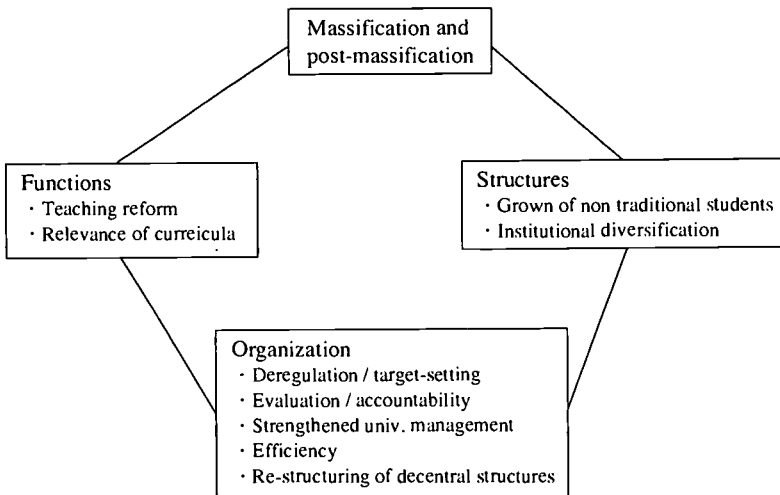 Massification and
post-massification
Functions
· Teaching reform
· Relevance of curreicula
Structures
· Grown of non traditional students
· Institutional diversification
Organization
· Deregulation / target-setting
· Evaluation / accountability
· Strengthened univ. management
· Efficiency
· Re-structuring of decentral structures